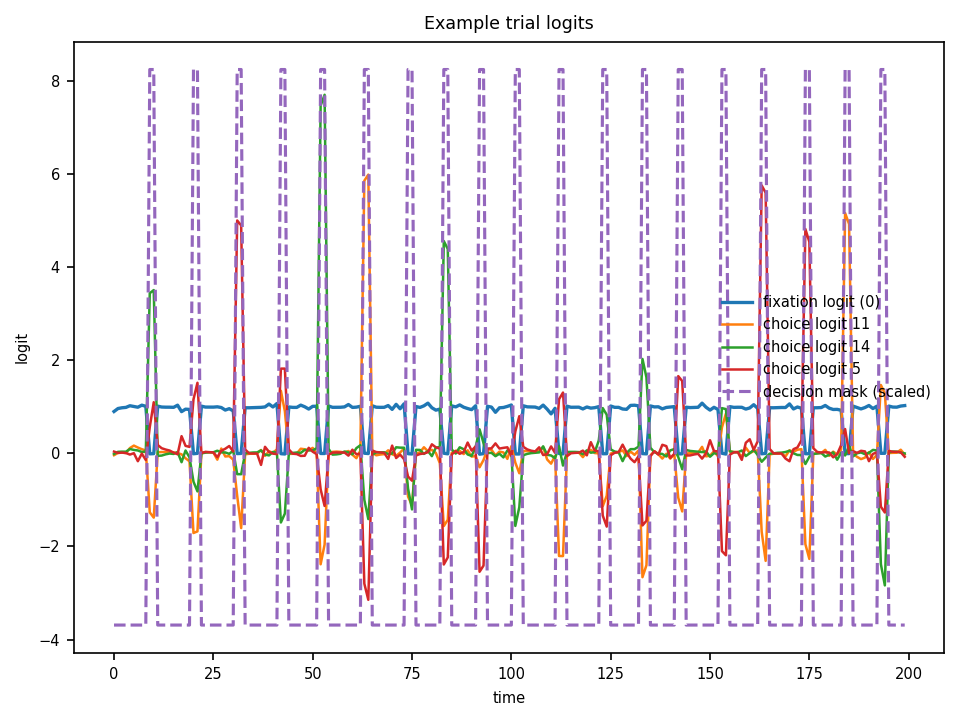 Example trial logits
8
6
4
2
0
−2
−4
logit
fixation logit (0)
choice logit 11
choice logit 14
choice logit 5
decision mask (scaled)
0 25 50 75 100 125 150 175 200
time